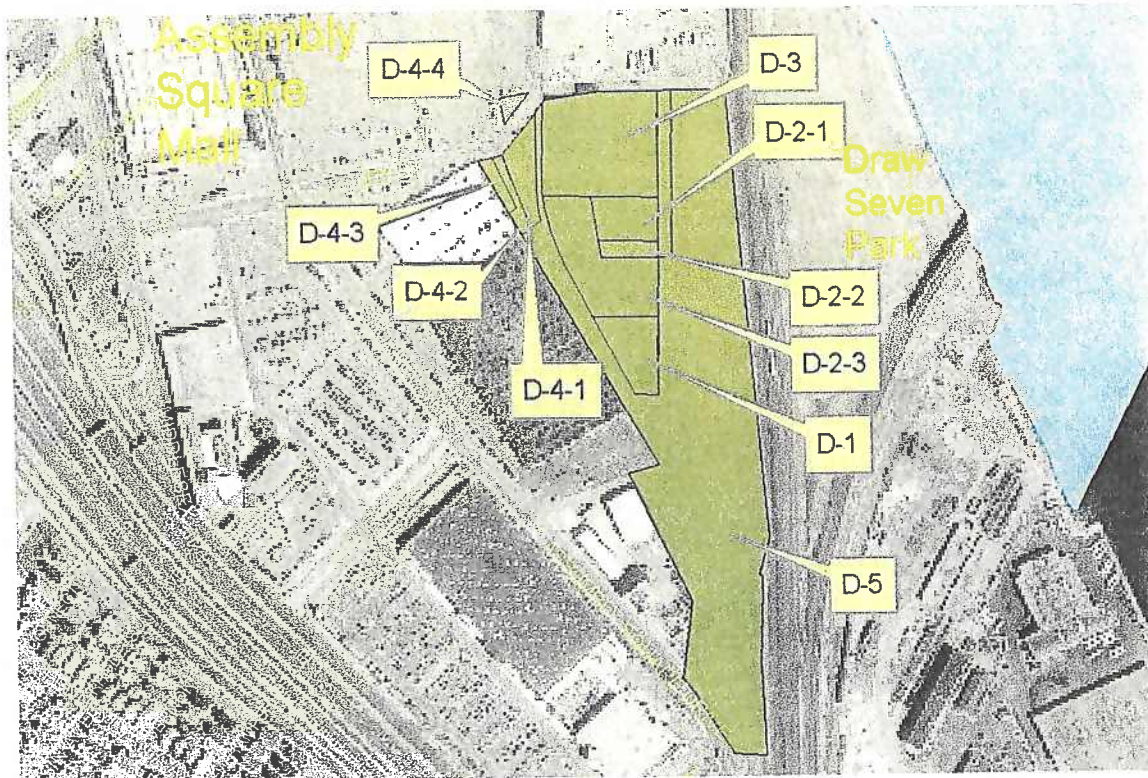 Assembly
Square
Mall
D-4-4
D-3
D-2-1
Draw
Seven
Park
D-4-3
D-4-2
D-2-2
D-2-3
D-4-1
D-1
D-5